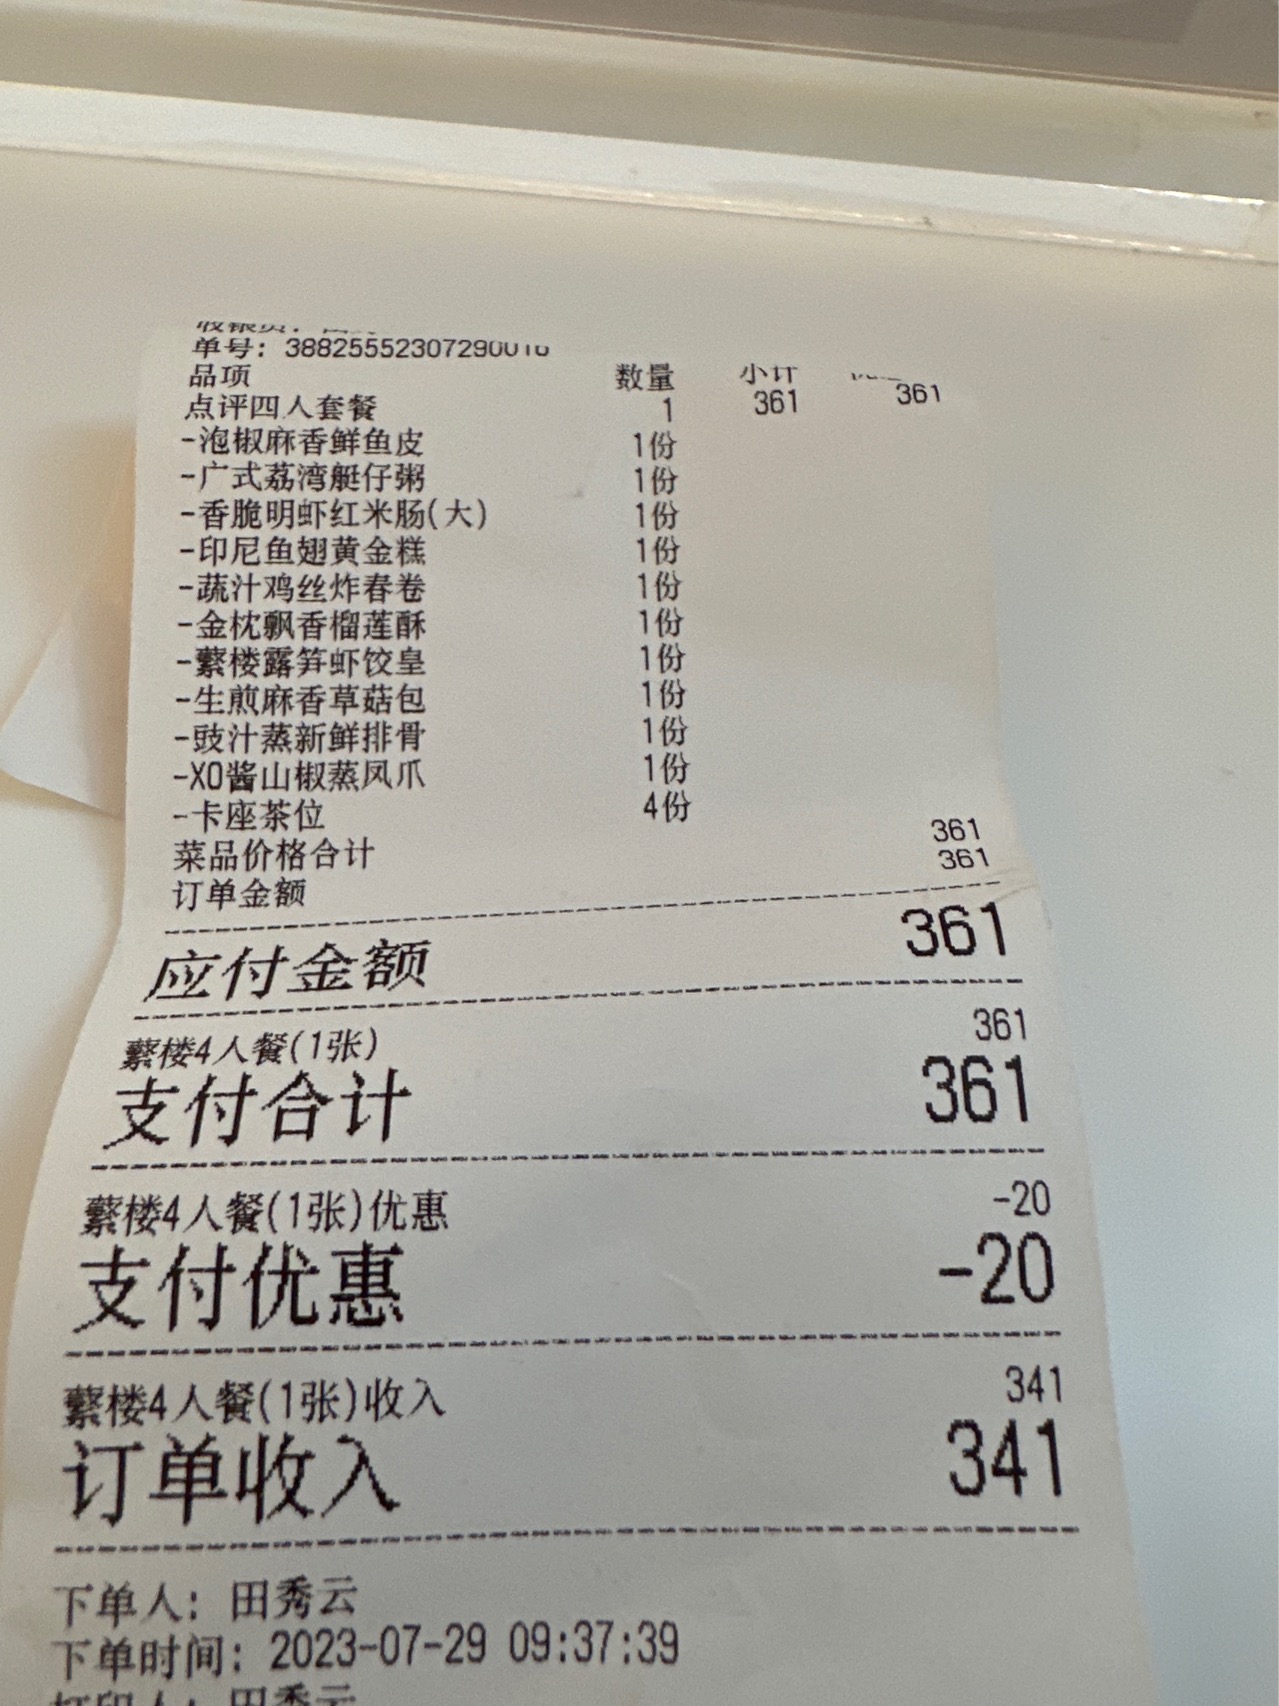 单号: 38825552307290010
品项 数量 小计
点评四人套餐 1 361 361
-泡椒麻香鲜鱼皮 1份
-广式荔湾艇仔粥 1份
-香脆明虾红米肠(大) 1份
-印尼鱼翅黄金糕 1份
-蔬汁鸡丝炸春卷 1份
-金枕飘香榴莲酥 1份
-蘩楼露笋虾饺皇 1份
-生煎麻香草菇包 1份
-豉汁蒸新鲜排骨 1份
-XO酱山椒蒸凤爪 1份
-卡座茶位 4份
菜品价格合计 361
订单金额 361
应付金额 361
蘩楼4人餐(1张) 361
支付合计 361
蘩楼4人餐(1张)优惠 -20
支付优惠 -20
蘩楼4人餐(1张)收入 341
订单收入 341
下单人: 田秀云
下单时间: 2023-07-29 09:37:39
打印人: 田秀云